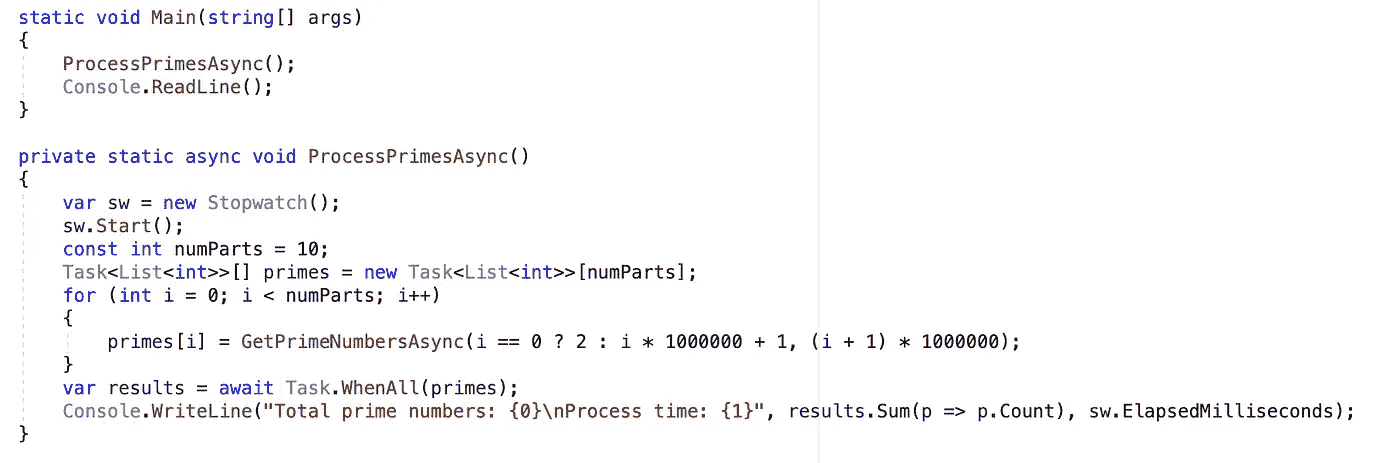 static void Main(string[] args)
{
    ProcessPrimesAsync();
    Console.ReadLine();
}

private static async void ProcessPrimesAsync()
{
    var sw = new Stopwatch();
    sw.Start();
    const int numParts = 10;
    Task<List<int>>[] primes = new Task<List<int>>[numParts];
    for (int i = 0; i < numParts; i++)
    {
        primes[i] = GetPrimeNumbersAsync(i == 0 ? 2 : i * 1000000 + 1, (i + 1) * 1000000);
    }
    var results = await Task.WhenAll(primes);
    Console.WriteLine("Total prime numbers: {0}\nProcess time: {1}", results.Sum(p => p.Count), sw.ElapsedMilliseconds);
}